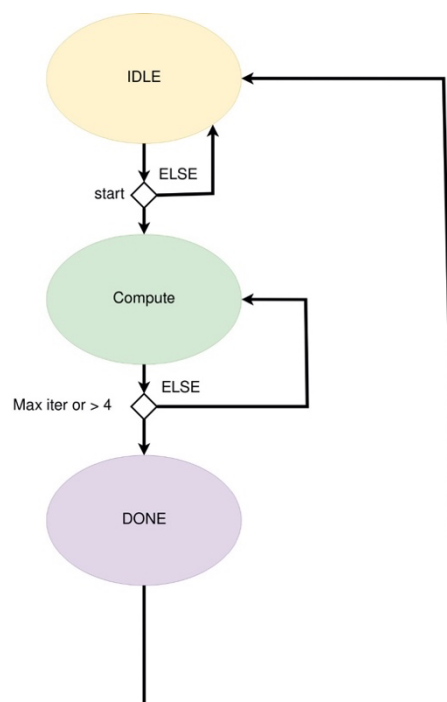 IDLE
ELSE
start
Compute
ELSE
Max iter or > 4
DONE